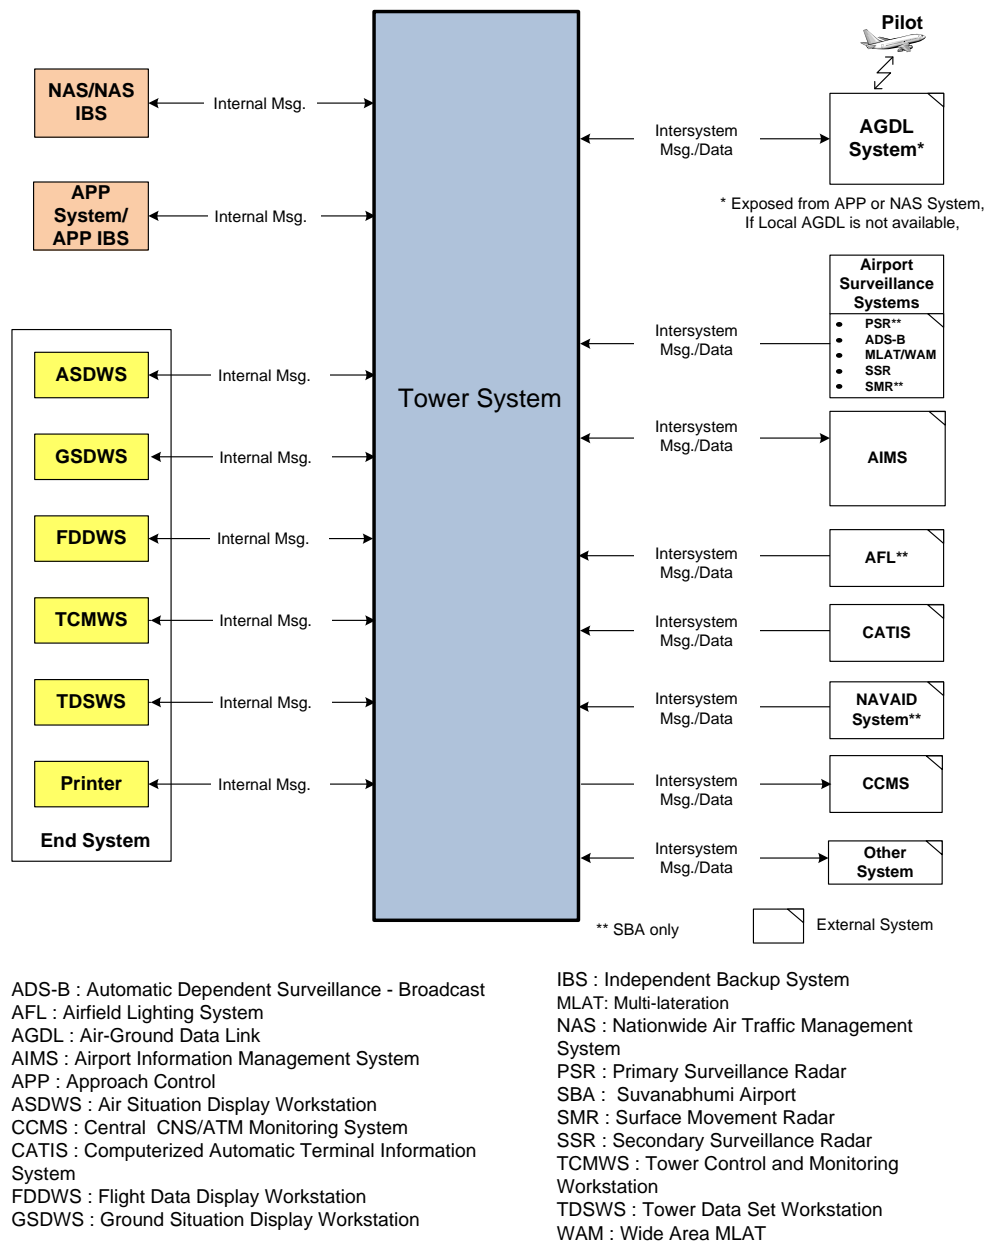 Pilot
NAS/NAS
IBS
Internal Msg.
Intersystem
Msg./Data
AGDL
System*
APP
System/
APP IBS
Internal Msg.
* Exposed from APP or NAS System,
If Local AGDL is not available,
Airport
Surveillance
Systems
• PSR**
• ADS-B
• MLAT/WAM
• SSR
• SMR**
Intersystem
Msg./Data
ASDWS
Internal Msg.
Tower System
Intersystem
Msg./Data
AIMS
GSDWS
Internal Msg.
FDDWS
Internal Msg.
Intersystem
Msg./Data
AFL**
TCMWS
Internal Msg.
Intersystem
Msg./Data
CATIS
TDSWS
Internal Msg.
Intersystem
Msg./Data
NAVAID
System**
Printer
Internal Msg.
Intersystem
Msg./Data
CCMS
End System
Intersystem
Msg./Data
Other
System
** SBA only
External System
ADS-B : Automatic Dependent Surveillance - Broadcast
AFL : Airfield Lighting System
AGDL : Air-Ground Data Link
AIMS : Airport Information Management System
APP : Approach Control
ASDWS : Air Situation Display Workstation
CCMS : Central CNS/ATM Monitoring System
CATIS : Computerized Automatic Terminal Information
System
FDDWS : Flight Data Display Workstation
GSDWS : Ground Situation Display Workstation
IBS : Independent Backup System
MLAT: Multi-lateration
NAS : Nationwide Air Traffic Management
System
PSR : Primary Surveillance Radar
SBA : Suvanabhumi Airport
SMR : Surface Movement Radar
SSR : Secondary Surveillance Radar
TCMWS : Tower Control and Monitoring
Workstation
TDSWS : Tower Data Set Workstation
WAM : Wide Area MLAT